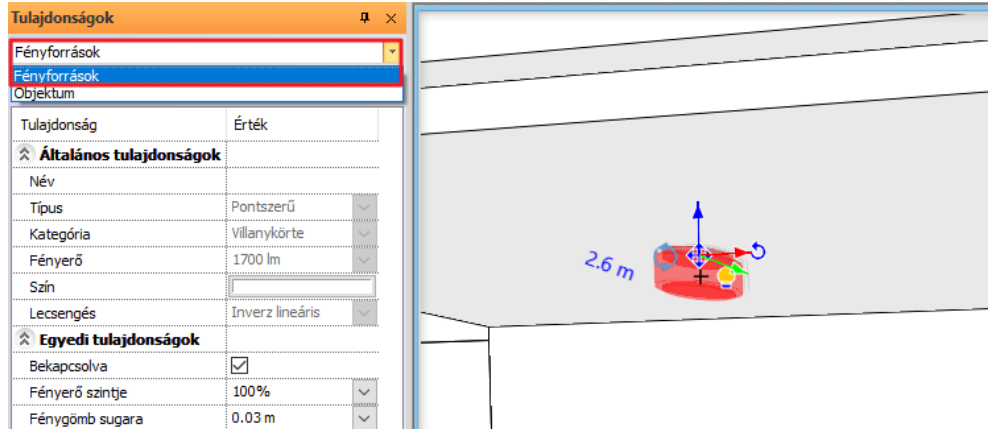 Tulajdonságok
Fényforrások
Fényforrások
Objektum
Tulajdonság Érték
Általános tulajdonságok
Név
Típus Pontszerű
Kategória Villanykörte
Fényerő 1700 lm
Szín
Lecsengés Inverz lineáris
Egyedi tulajdonságok
Bekapcsolva
Fényerő szintje 100%
Fénygömb sugara 0.03 m
2.6 m